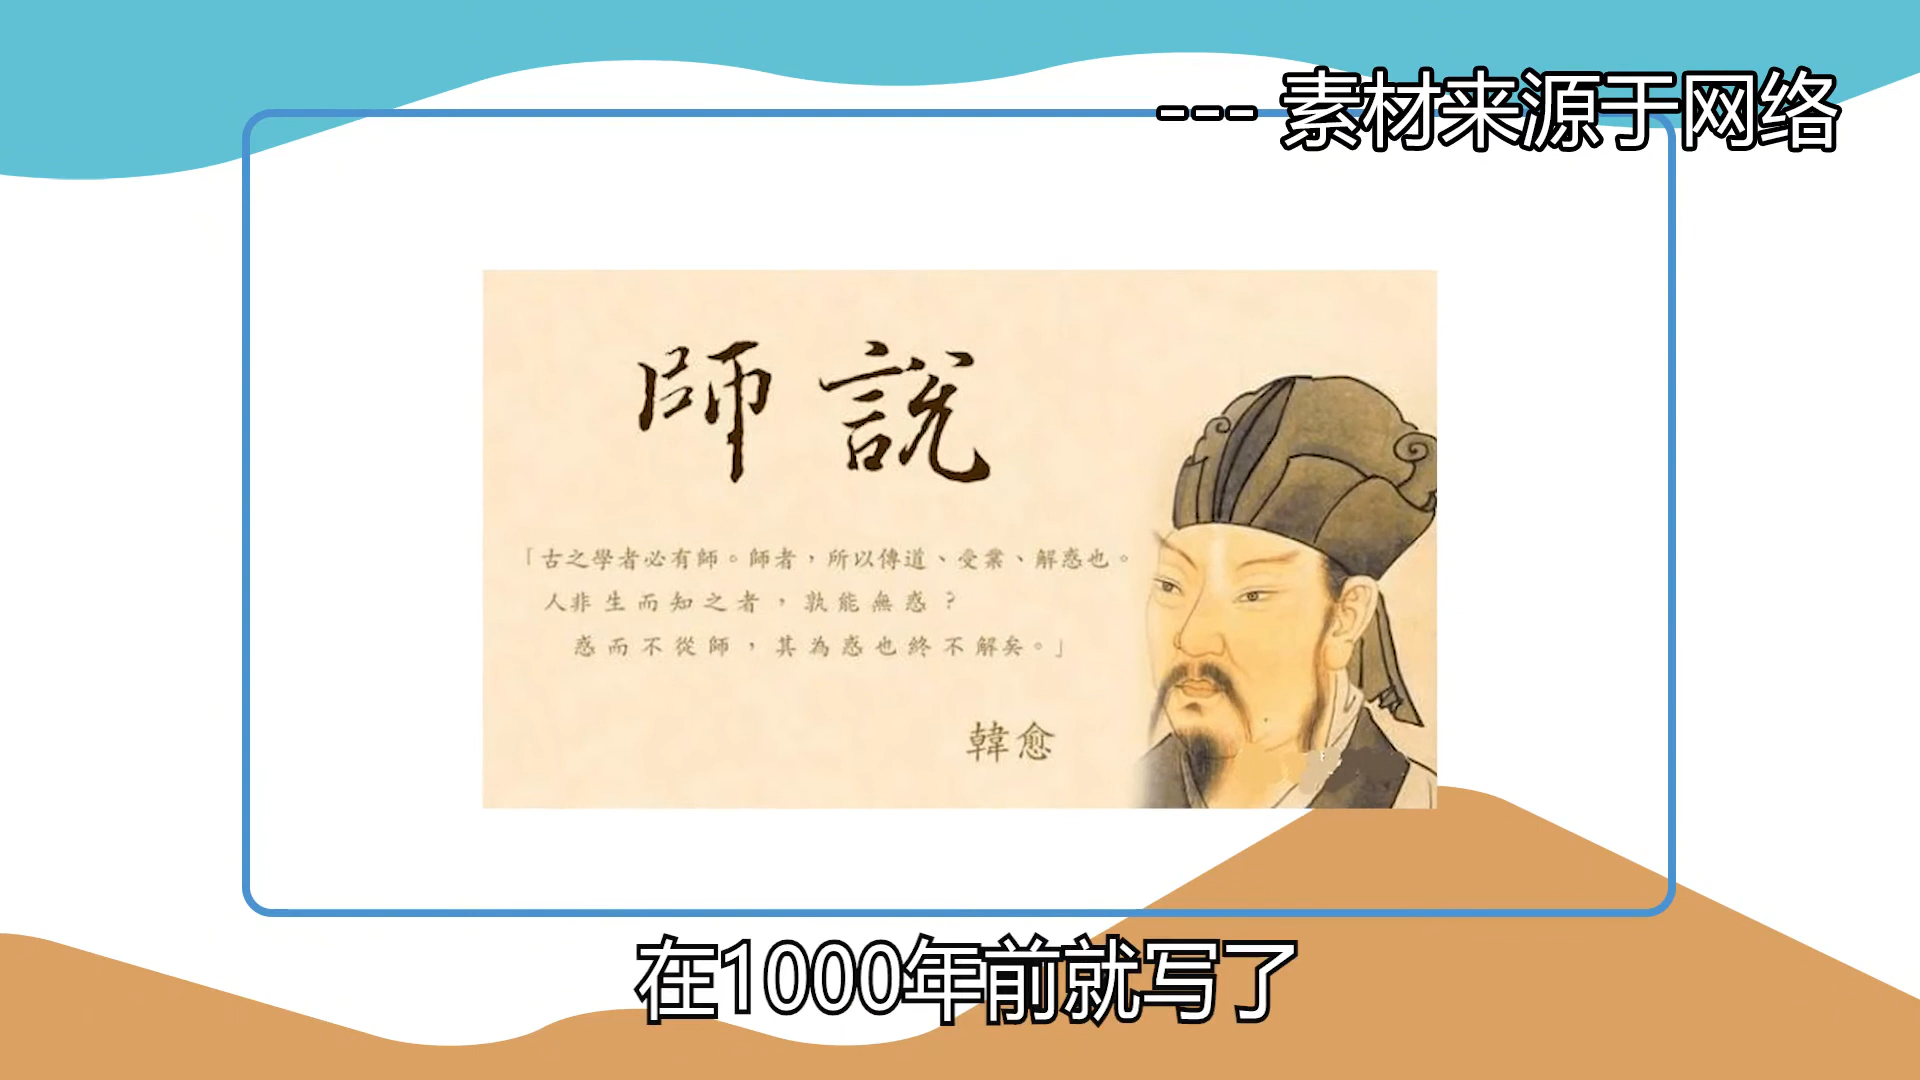 --- 素材来源于网络
師說
「古之學者必有師。師者，所以傳道、受業、解惑也。
人非生而知之者，孰能無惑？
惑而不從師，其為惑也終不解矣。」
韓愈
在1000年前就写了